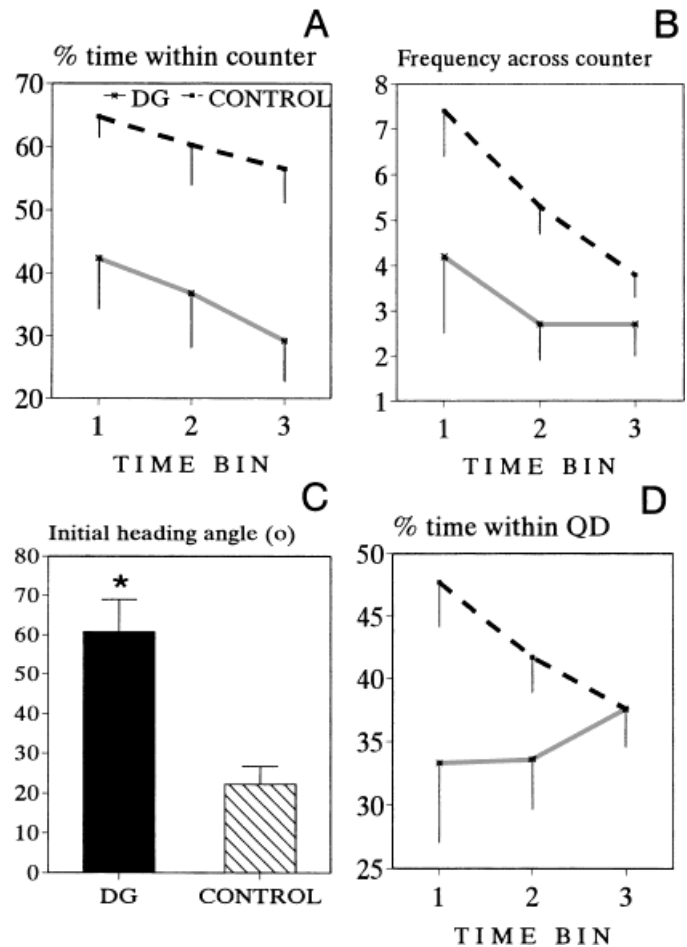 A
% time within counter
70
DG CONTROL
60
50
40
30
20
1 2 3
TIME BIN
B
Frequency across counter
8
7
6
5
4
3
2
1
1 2 3
TIME BIN
C
Initial heading angle (o)
80
70
60
50
40
30
20
10
0
*
DG CONTROL
D
% time within QD
50
45
40
35
30
25
1 2 3
TIME BIN